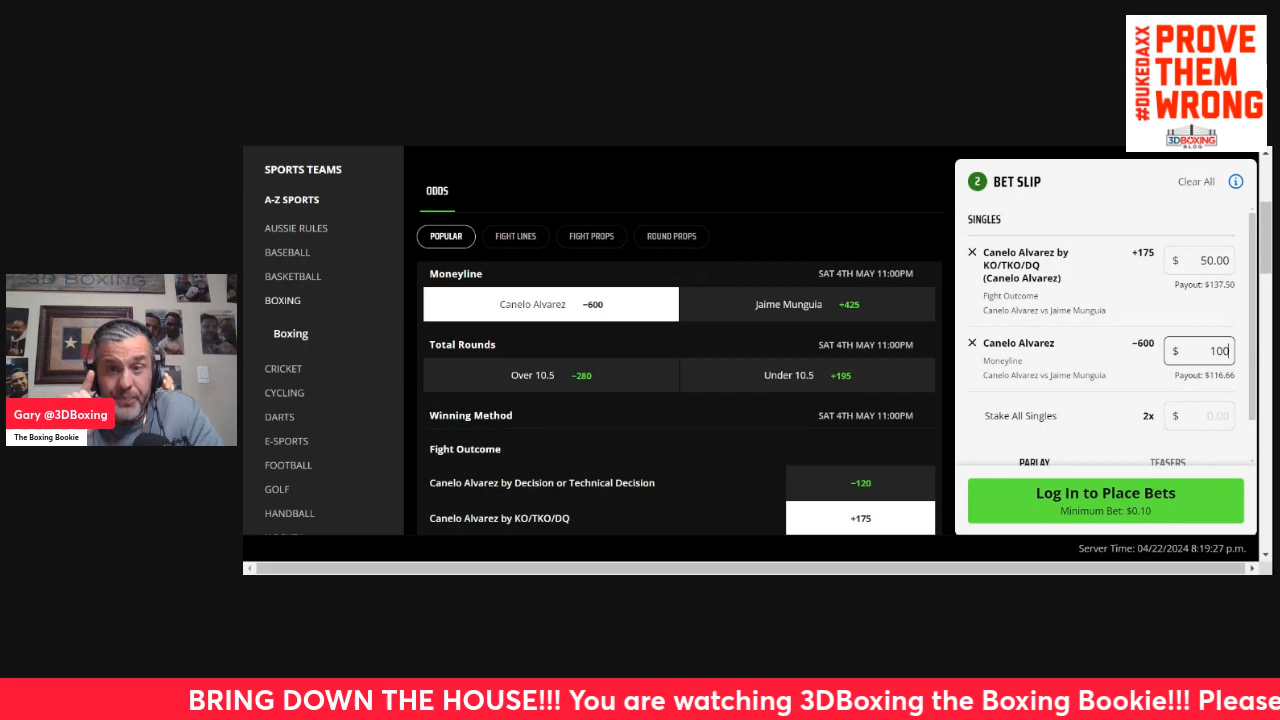 #DUKEDAXX
PROVE
THEM
WRONG
3DBOXING
BLOG
3D BOXING
Gary @3DBoxing
The Boxing Bookie
SPORTS TEAMS
A-Z SPORTS
AUSSIE RULES
BASEBALL
BASKETBALL
BOXING
Boxing
CRICKET
CYCLING
DARTS
E-SPORTS
FOOTBALL
GOLF
HANDBALL
ODDS
POPULAR FIGHT LINES FIGHT PROPS ROUND PROPS
Moneyline SAT 4TH MAY 11:00PM
Canelo Alvarez −600 Jaime Munguia +425
Total Rounds SAT 4TH MAY 11:00PM
Over 10.5 −280 Under 10.5 +195
Winning Method SAT 4TH MAY 11:00PM
Fight Outcome
Canelo Alvarez by Decision or Technical Decision −120
Canelo Alvarez by KO/TKO/DQ +175
2 BET SLIP Clear All i
SINGLES
× Canelo Alvarez by +175 $ 50.00
KO/TKO/DQ
(Canelo Alvarez) Payout: $137.50
Fight Outcome
Canelo Alvarez vs Jaime Munguia
× Canelo Alvarez −600 $ 100
Moneyline
Canelo Alvarez vs Jaime Munguia Payout: $116.66
Stake All Singles 2x $ 0.00
PARLAY TEASERS
Log In to Place Bets
Minimum Bet: $0.10
Server Time: 04/22/2024 8:19:27 p.m.
BRING DOWN THE HOUSE!!! You are watching 3DBoxing the Boxing Bookie!!! Please